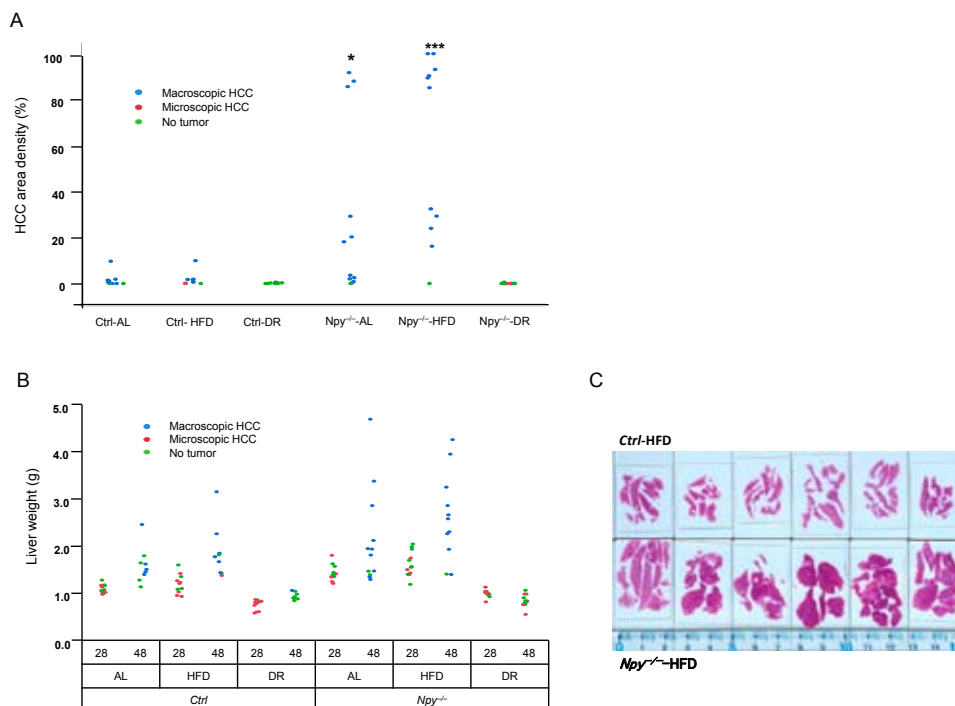 A
* ***
100
80
60
40
20
0
HCC area density (%)
Macroscopic HCC
Microscopic HCC
No tumor
Ctrl-AL Ctrl- HFD Ctrl-DR Npy⁻/⁻-AL Npy⁻/⁻-HFD Npy⁻/⁻-DR
B
5.0
4.0
3.0
2.0
1.0
0.0
Liver weight (g)
Macroscopic HCC
Microscopic HCC
No tumor
28 48 28 48 28 48 28 48 28 48 28 48
AL HFD DR AL HFD DR
Ctrl Npy⁻/⁻
C
Ctrl-HFD
Npy⁻/⁻-HFD